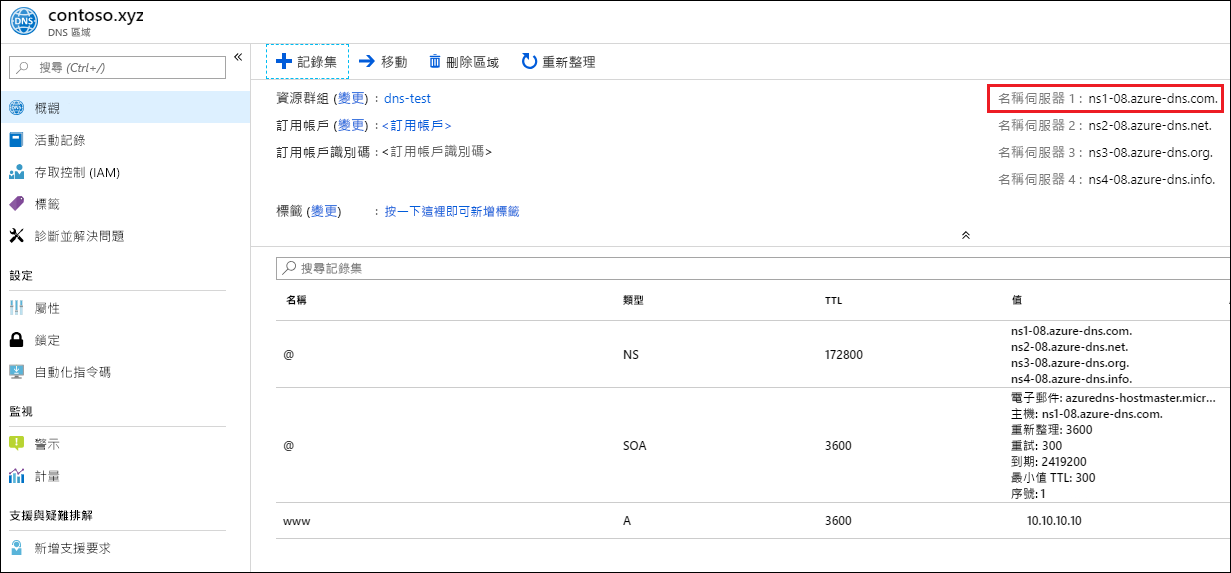 contoso.xyz
DNS 區域
搜尋 (Ctrl+/)
概觀
活動記錄
存取控制 (IAM)
標籤
診斷並解決問題
設定
屬性
鎖定
自動化指令碼
監視
警示
計量
支援與疑難排解
新增支援要求
記錄集 移動 刪除區域 重新整理
資源群組 (變更) : dns-test
訂用帳戶 (變更) : <訂用帳戶>
訂用帳戶識別碼 : <訂用帳戶識別碼>
標籤 (變更) : 按一下這裡即可新增標籤
名稱伺服器 1 : ns1-08.azure-dns.com.
名稱伺服器 2 : ns2-08.azure-dns.net.
名稱伺服器 3 : ns3-08.azure-dns.org.
名稱伺服器 4 : ns4-08.azure-dns.info.
搜尋記錄集
名稱 類型 TTL 值
@ NS 172800 ns1-08.azure-dns.com.
ns2-08.azure-dns.net.
ns3-08.azure-dns.org.
ns4-08.azure-dns.info.
@ SOA 3600 電子郵件: azuredns-hostmaster.micr...
主機: ns1-08.azure-dns.com.
重新整理: 3600
重試: 300
到期: 2419200
最小值 TTL: 300
序號: 1
www A 3600 10.10.10.10